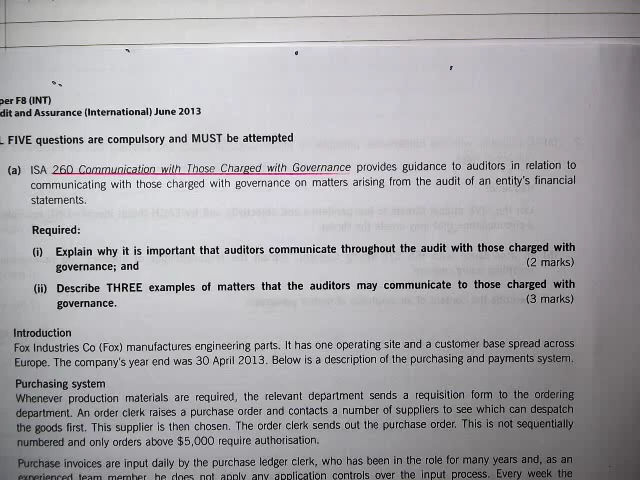 per F8 (INT)
dit and Assurance (International) June 2013
L FIVE questions are compulsory and MUST be attempted
(a) ISA 260 Communication with Those Charged with Governance provides guidance to auditors in relation to
communicating with those charged with governance on matters arising from the audit of an entity's financial
statements.
Required:
(i) Explain why it is important that auditors communicate throughout the audit with those charged with
governance; and (2 marks)
(ii) Describe THREE examples of matters that the auditors may communicate to those charged with
governance. (3 marks)
Introduction
Fox Industries Co (Fox) manufactures engineering parts. It has one operating site and a customer base spread across
Europe. The company's year end was 30 April 2013. Below is a description of the purchasing and payments system.
Purchasing system
Whenever production materials are required, the relevant department sends a requisition form to the ordering
department. An order clerk raises a purchase order and contacts a number of suppliers to see which can despatch
the goods first. This supplier is then chosen. The order clerk sends out the purchase order. This is not sequentially
numbered and only orders above $5,000 require authorisation.
Purchase invoices are input daily by the purchase ledger clerk, who has been in the role for many years and, as an
experienced team member, he does not apply any application controls over the input process. Every week the